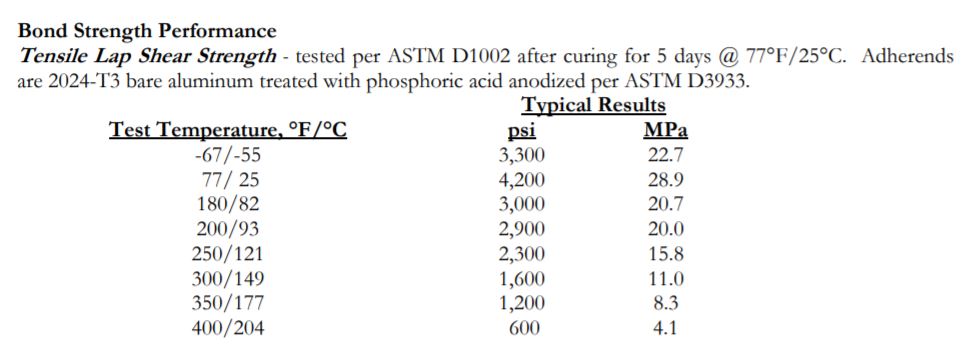 Bond Strength Performance
Tensile Lap Shear Strength - tested per ASTM D1002 after curing for 5 days @ 77°F/25°C. Adherends
are 2024-T3 bare aluminum treated with phosphoric acid anodized per ASTM D3933.
Typical Results
Test Temperature, °F/°C psi MPa
-67/-55 3,300 22.7
77/ 25 4,200 28.9
180/82 3,000 20.7
200/93 2,900 20.0
250/121 2,300 15.8
300/149 1,600 11.0
350/177 1,200 8.3
400/204 600 4.1